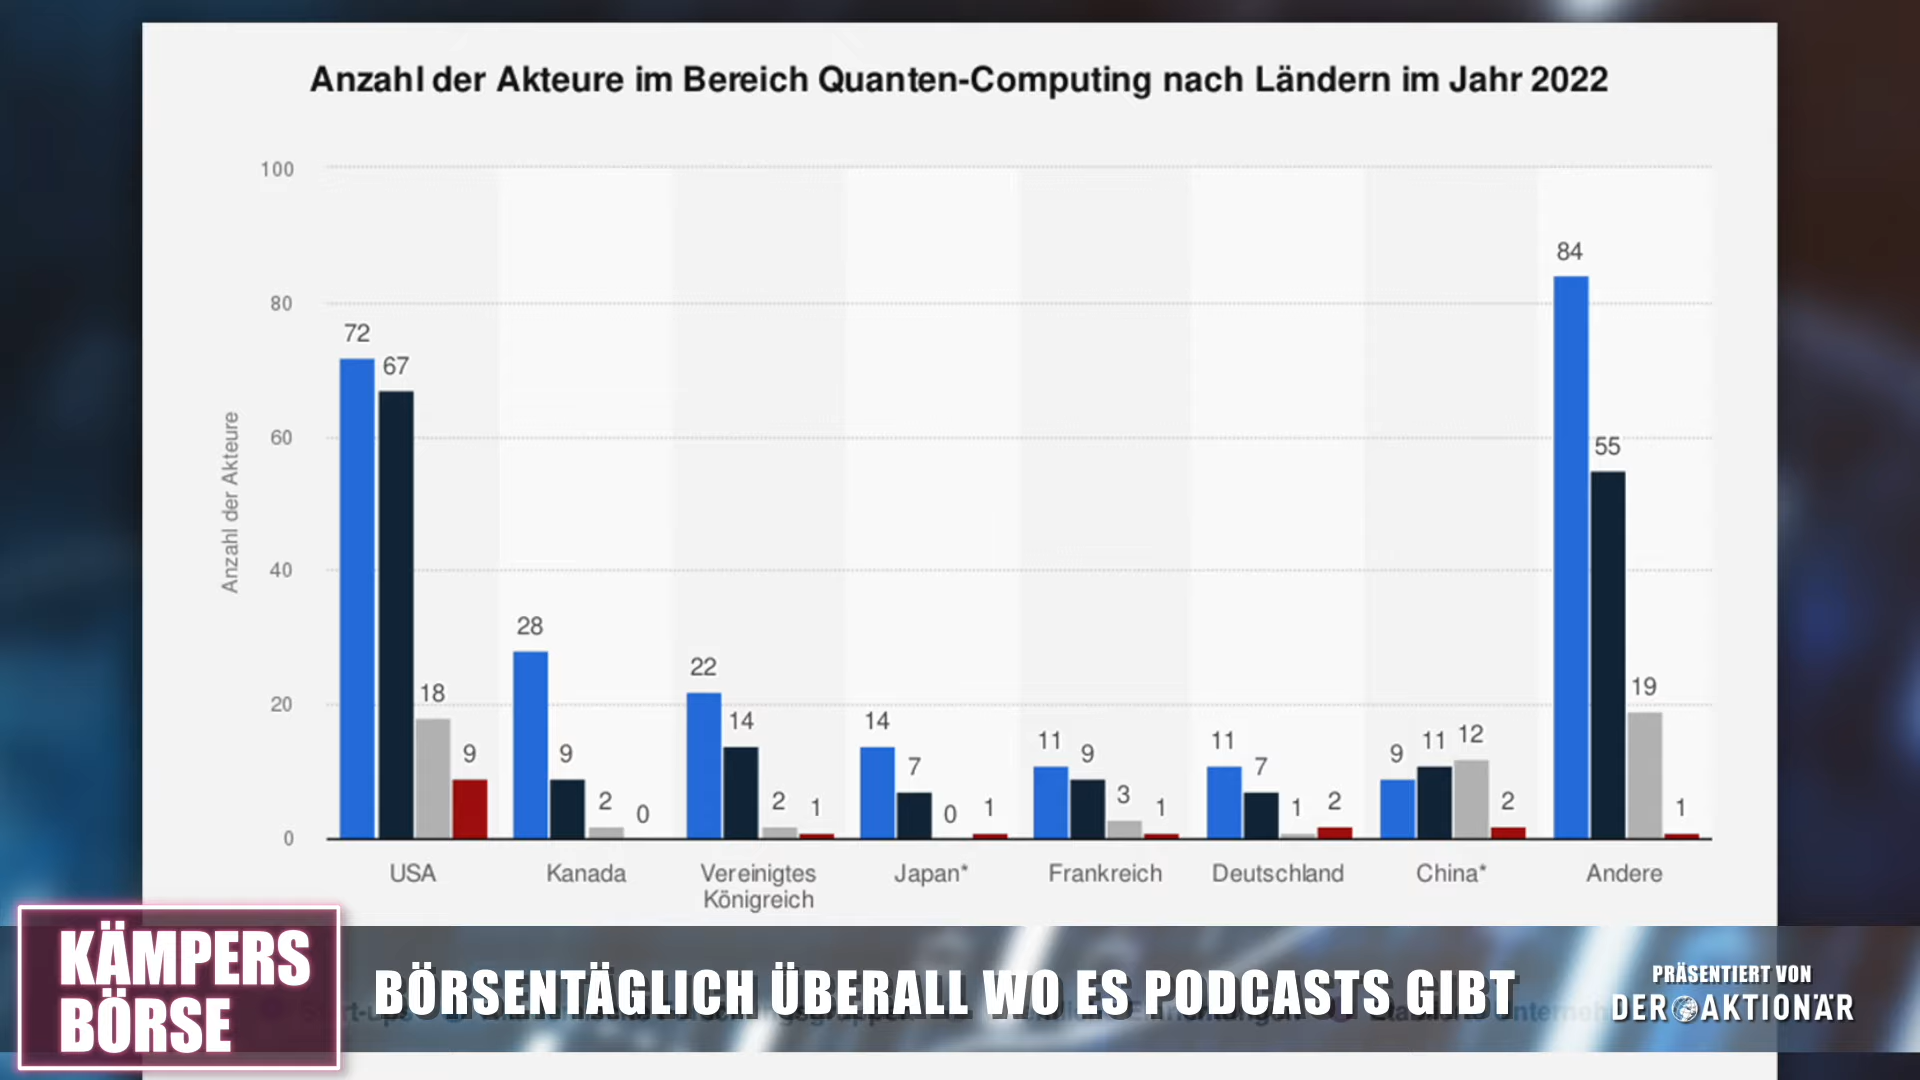 Anzahl der Akteure im Bereich Quanten-Computing nach Ländern im Jahr 2022
Anzahl der Akteure
100
80
60
40
20
0
72
67
18
9
28
9
2
0
22
14
2
1
14
7
0
1
11
9
3
1
11
7
1
2
9
11
12
2
84
55
19
1
USA
Kanada
Vereinigtes
Königreich
Japan*
Frankreich
Deutschland
China*
Andere
KÄMPERS
BÖRSE
BÖRSENTÄGLICH ÜBERALL WO ES PODCASTS GIBT
PRÄSENTIERT VON
DER AKTIONÄR